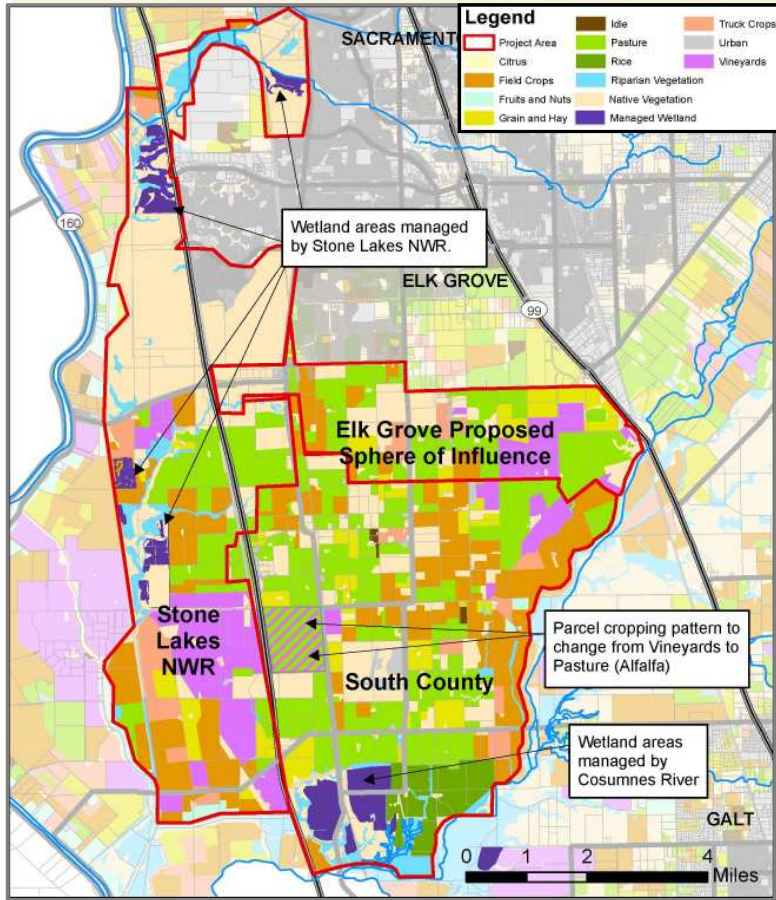 Legend
Project Area
Citrus
Field Crops
Fruits and Nuts
Grain and Hay
Idle
Pasture
Rice
Riparian Vegetation
Native Vegetation
Managed Wetland
Truck Crops
Urban
Vineyards
SACRAMENTO
160
Wetland areas managed
by Stone Lakes NWR.
ELK GROVE
99
Elk Grove Proposed
Sphere of Influence
Stone
Lakes
NWR
Parcel cropping pattern to
change from Vineyards to
Pasture (Alfalfa)
South County
Wetland areas
managed by
Cosumnes River
GALT
0 1 2 4
Miles